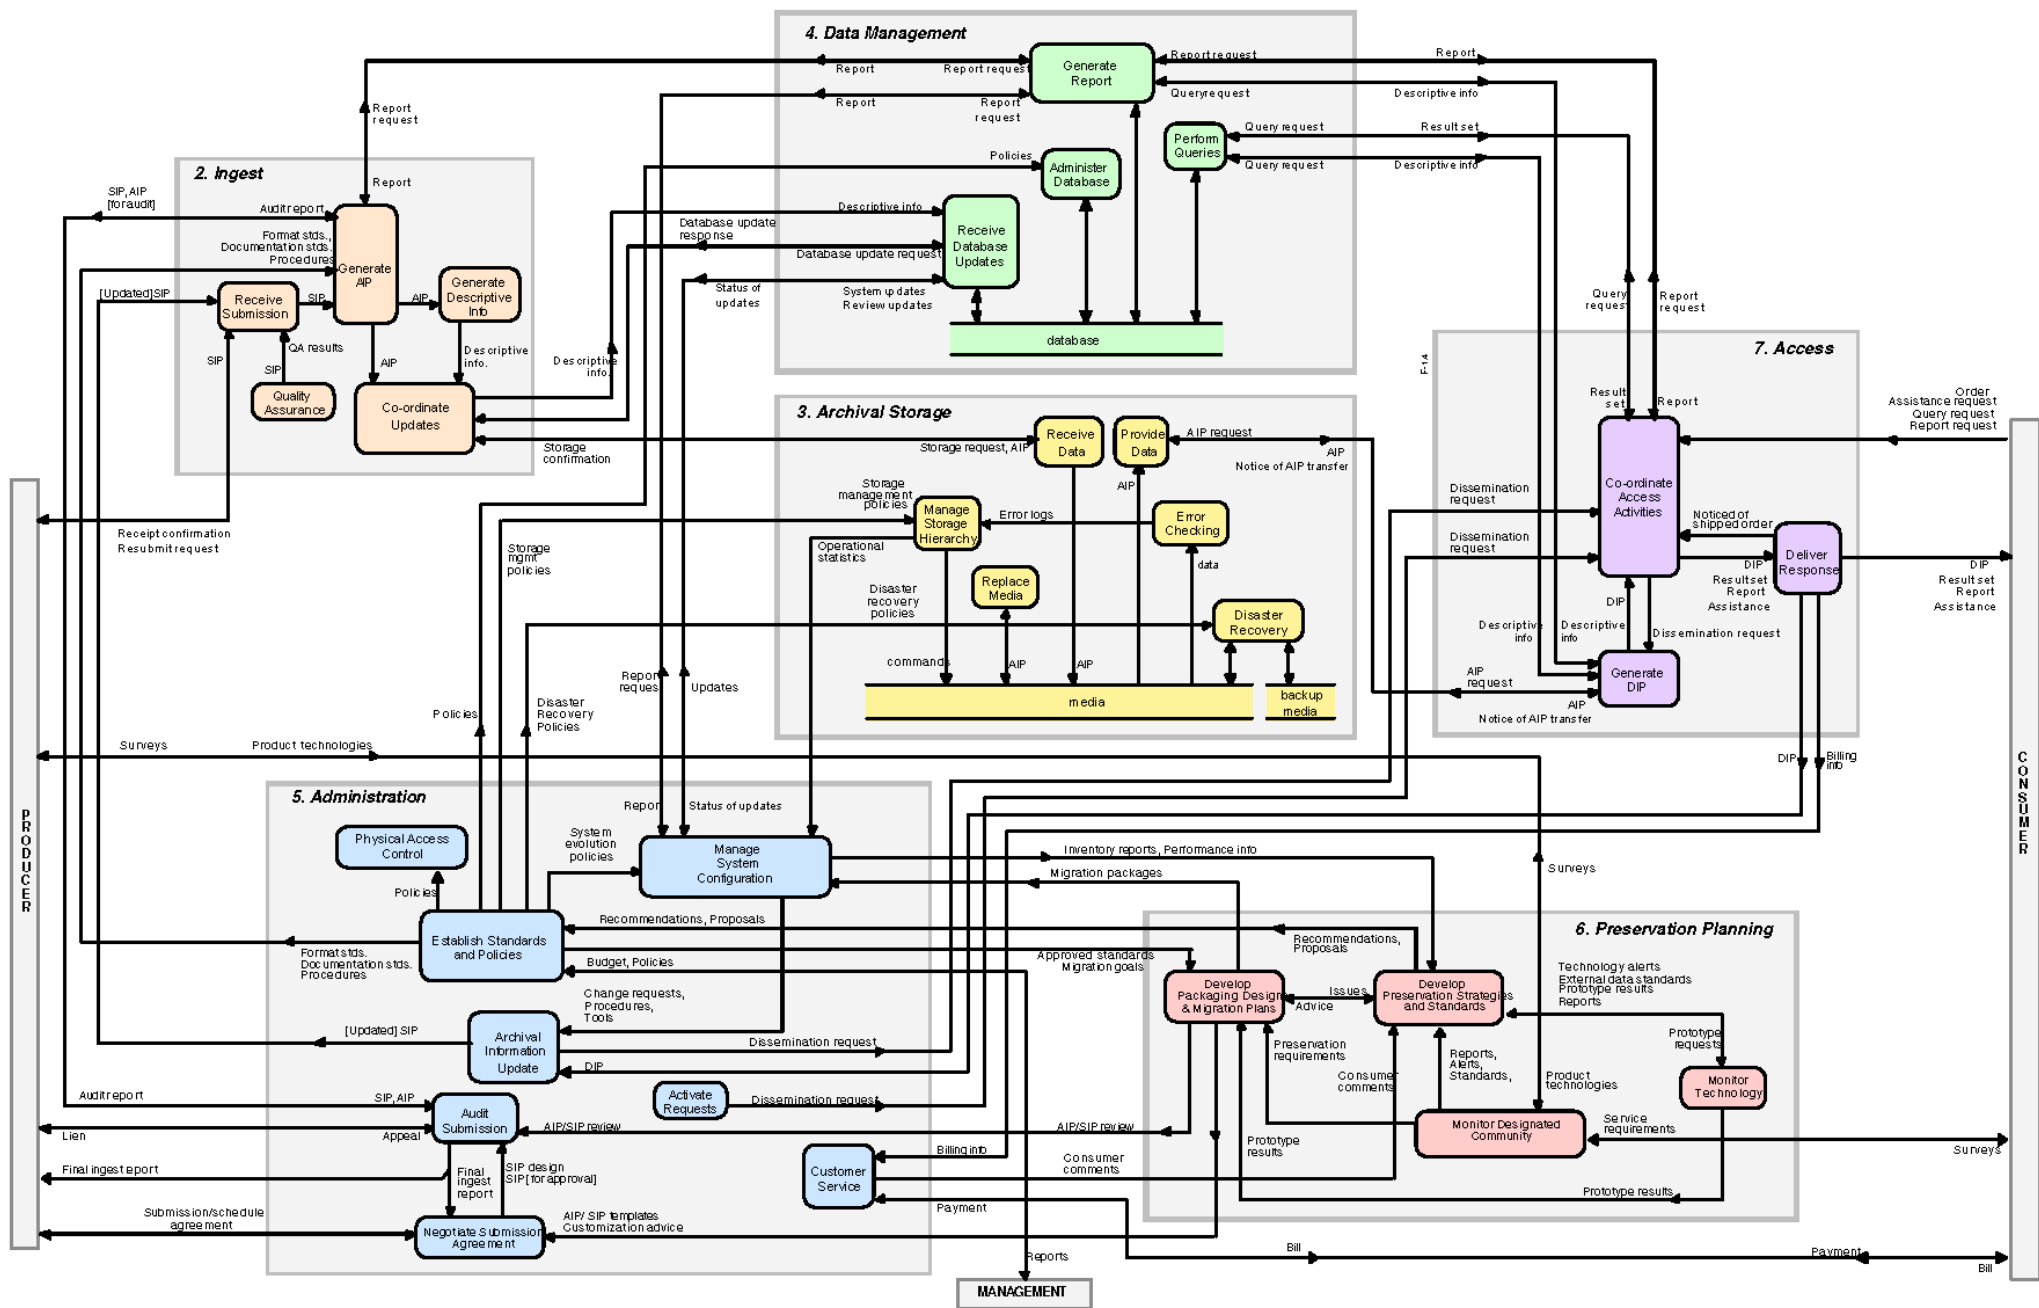 4. Data Management
Generate
Report
Report request
Report
Report
Report request
Queryrequest
Descriptive info
Report
Report
request
Report
request
Perform
Queries
Query request
Result set
Query request
Descriptive info
Policies
Administer
Database
2. Ingest
Report
SIP, AIP
[for audit]
Auditreport
Format stds.,
Documentation stds.
Procedures
Generate
AIP
Descriptive info
Database update
response
Database update request
Receive
Database
Updates
[Updated] SIP
Receive
Submission
SIP
AIP
Generate
Descriptive
Info
Status of
updates
System updates
Review updates
database
Query
request
Report
request
SIP
QA results
SIP
AIP
Descriptive
info.
Descriptive
info.
Quality
Assurance
Co-ordinate
Updates
Storage
confirmation
7. Access
F-1.4
Result
set
Report
Order
Assistance request
Query request
Report request
3. Archival Storage
Receive
Data
Provide
Data
Storage request, AIP
AIP request
AIP
Notice of AIP transfer
Storage
management
policies
AIP
Manage
Storage
Hierarchy
Error logs
Error
Checking
Operational
statistics
data
Replace
Media
Disaster
recovery
policies
Disaster
Recovery
commands
AIP
AIP
media
backup
media
Dissemination
request
Dissemination
request
Co-ordinate
Access
Activities
Noticed of
shipped order
Deliver
Response
DIP
Result set
Report
Assistance
DIP
Result set
Report
Assistance
DIP
Descriptive
info
Descriptive
info
Dissemination request
AIP
request
Generate
DIP
AIP
Notice of AIP transfer
DIP
Billing
info
Receipt confirmation
Resubmit request
Storage
mgmt
policies
Report
reques
Updates
Policies
Disaster
Recovery
Policies
Surveys
Product technologies
PRODUCER
CONSUMER
5. Administration
Report
Status of updates
Physical Access
Control
System
evolution
policies
Manage
System
Configuration
Inventory reports, Performance info
Migration packages
Surveys
Policies
Establish Standards
and Policies
Recommendations, Proposals
Format stds.
Documentation stds.
Procedures
Budget, Policies
Approved standards
Migration goals
Change requests,
Procedures,
Tools
[Updated] SIP
Archival
Information
Update
Dissemination request
DIP
Activate
Requests
Dissemination request
Auditreport
SIP, AIP
Audit
Submission
Lien
Appeal
AIP/SIP review
AIP/SIP review
Final ingest report
Final
ingest
report
SIP design
SIP [for approval]
Customer
Service
Billing info
Consumer
comments
Payment
Submission/schedule
agreement
Negotiate Submission
Agreement
AIP/ SIP templates
Customization advice
Reports
MANAGEMENT
6. Preservation Planning
Recommendations,
Proposals
Develop
Packaging Design
& Migration Plans
Issues
Advice
Develop
Preservation Strategies
and Standards
Technology alerts
External data standards
Prototype results
Reports
Prototype
requests
Preservation
requirements
Consumer
comments
Reports,
Alerts,
Standards,
Product
technologies
Monitor
Technology
Monitor Designated
Community
Service
requirements
Surveys
Prototype
results
Prototype results
Bill
Payment
Bill